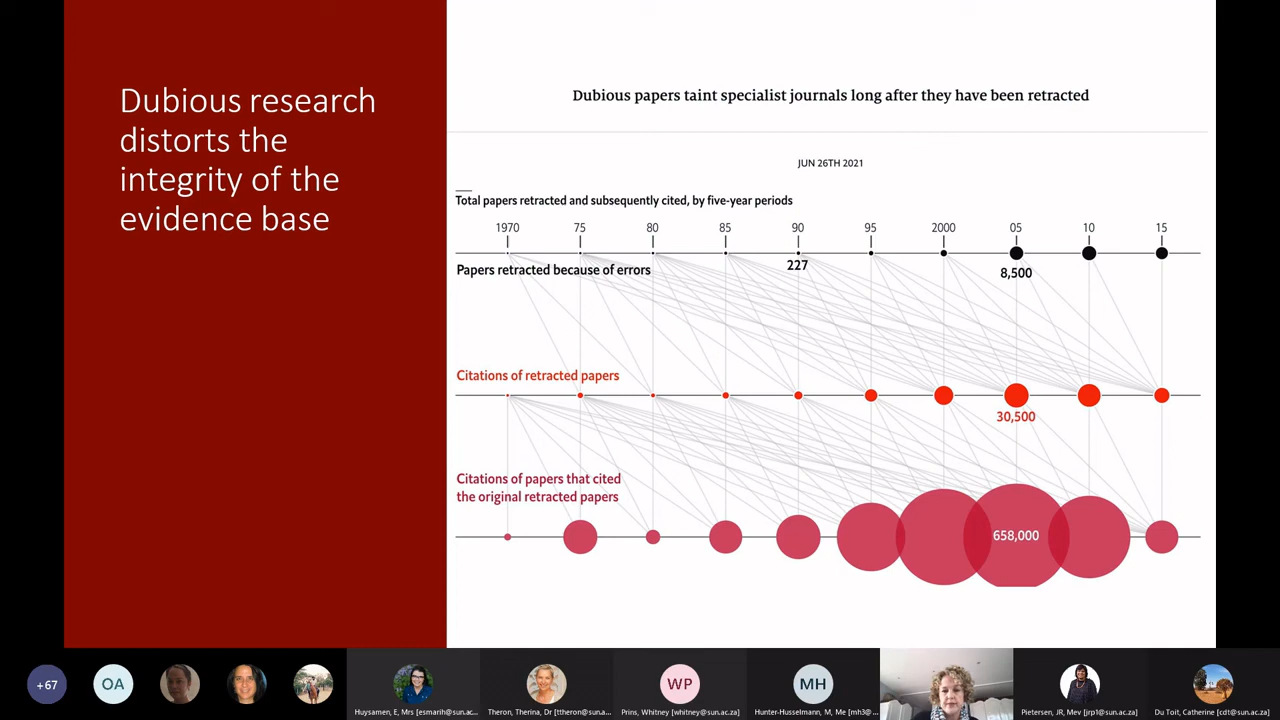 Dubious research
distorts the
integrity of the
evidence base
Dubious papers taint specialist journals long after they have been retracted
JUN 26TH 2021
Total papers retracted and subsequently cited, by five-year periods
1970 75 80 85 90 95 2000 05 10 15
Papers retracted because of errors
227
8,500
Citations of retracted papers
30,500
Citations of papers that cited
the original retracted papers
658,000
+67
OA
WP
MH
Huysamen, E, Mrs [esmarih@sun.ac...
Theron, Therina, Dr [ttheron@sun.a...
Prins, Whitney [whitney@sun.ac.za]
Hunter-Husselmann, M, Me [mh3@...
Pietersen, JR, Mev [jrp1@sun.ac.za]
Du Toit, Catherine [cdt@sun.ac.za]